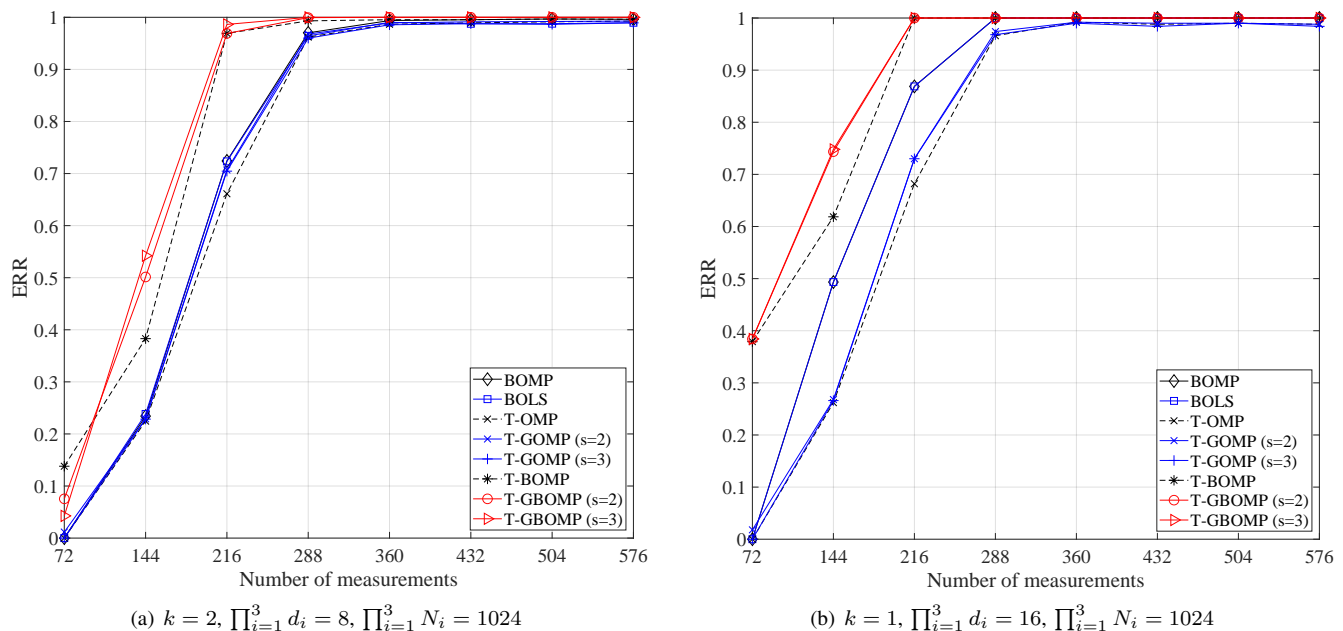 1
0.9
0.8
0.7
0.6
0.5
0.4
0.3
0.2
0.1
0
ERR
72 144 216 288 360 432 504 576
Number of measurements
BOMP
BOLS
T-OMP
T-GOMP (s=2)
T-GOMP (s=3)
T-BOMP
T-GBOMP (s=2)
T-GBOMP (s=3)
(a) k = 2, ∏³ᵢ₌₁ dᵢ = 8, ∏³ᵢ₌₁ Nᵢ = 1024
1
0.9
0.8
0.7
0.6
0.5
0.4
0.3
0.2
0.1
0
ERR
72 144 216 288 360 432 504 576
Number of measurements
BOMP
BOLS
T-OMP
T-GOMP (s=2)
T-GOMP (s=3)
T-BOMP
T-GBOMP (s=2)
T-GBOMP (s=3)
(b) k = 1, ∏³ᵢ₌₁ dᵢ = 16, ∏³ᵢ₌₁ Nᵢ = 1024